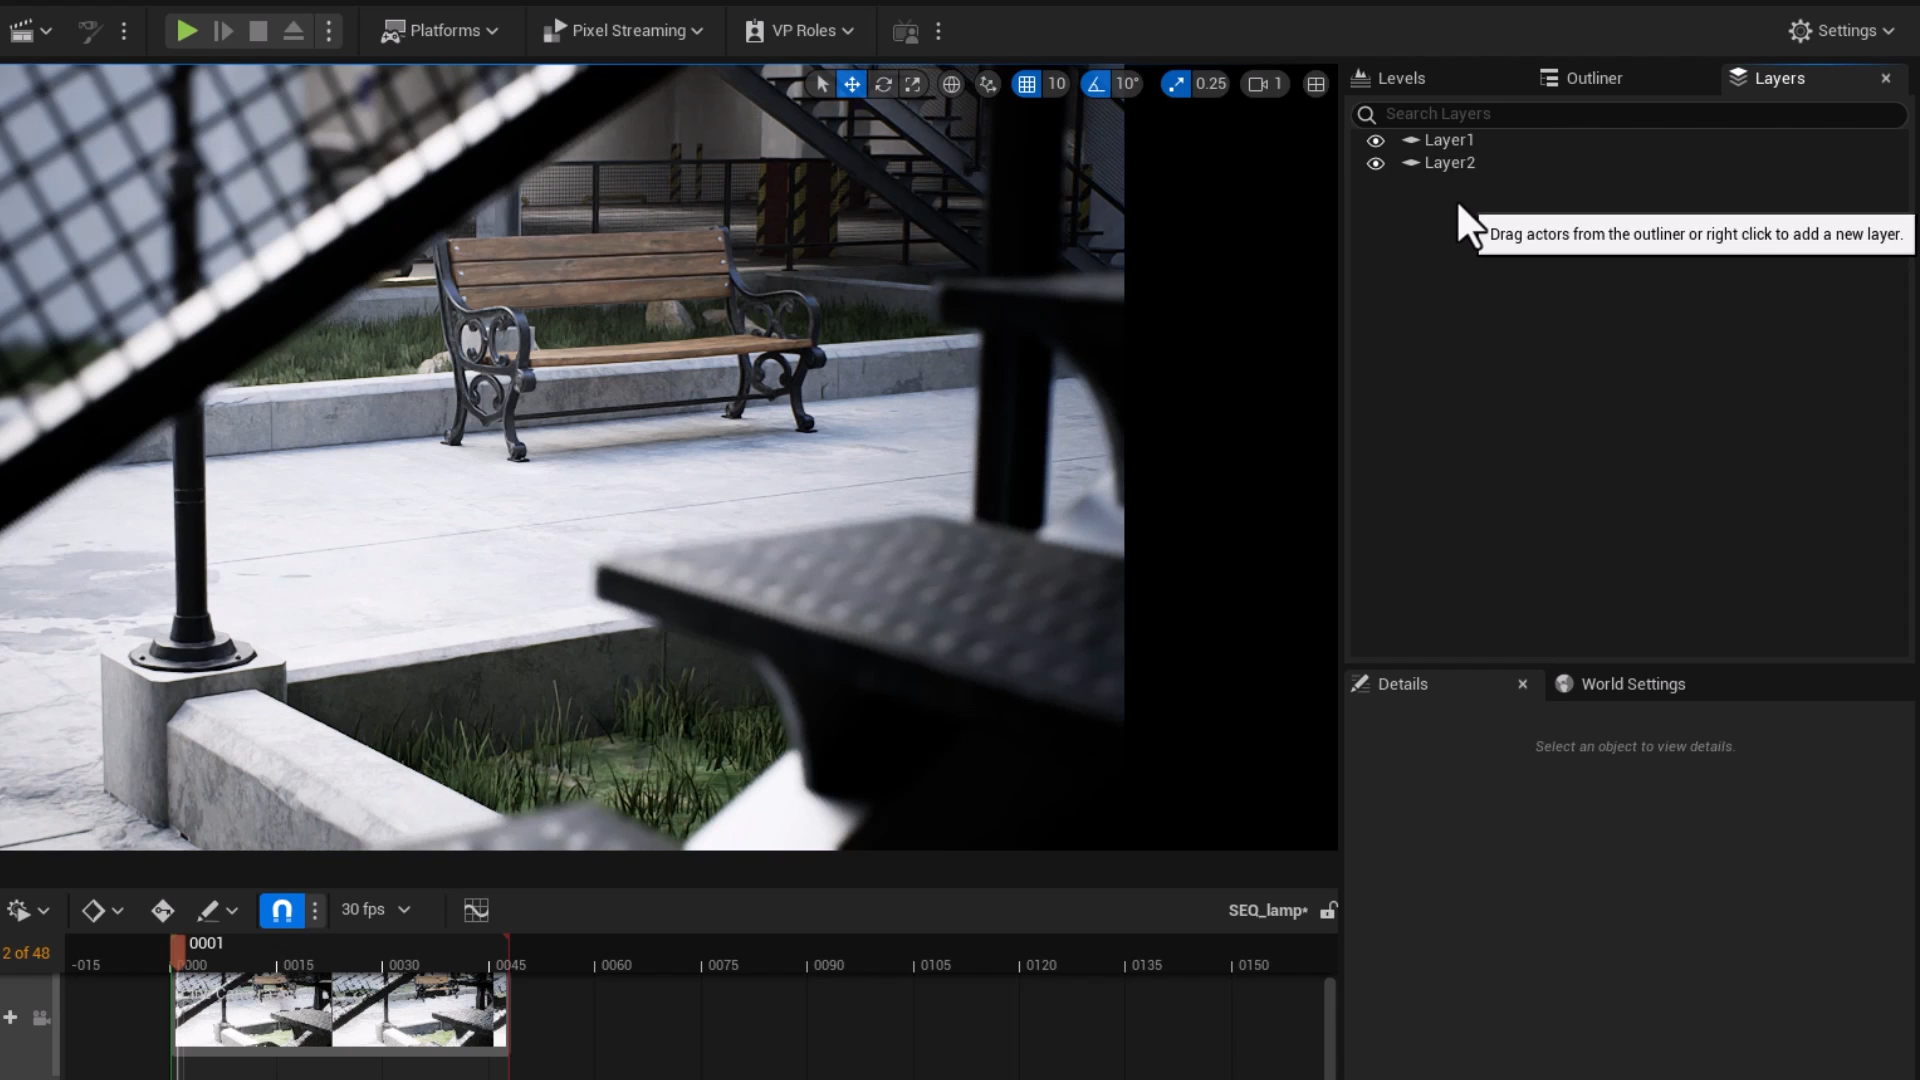 Platforms
Pixel Streaming
VP Roles
Settings
10
10°
0.25
1
Levels
Outliner
Layers
Search Layers
Layer1
Layer2
Drag actors from the outliner or right click to add a new layer.
Details
World Settings
Select an object to view details.
30 fps
SEQ_lamp*
0001
2 of 48
-015
0000
0015
0030
0045
0060
0075
0090
0105
0120
0135
0150